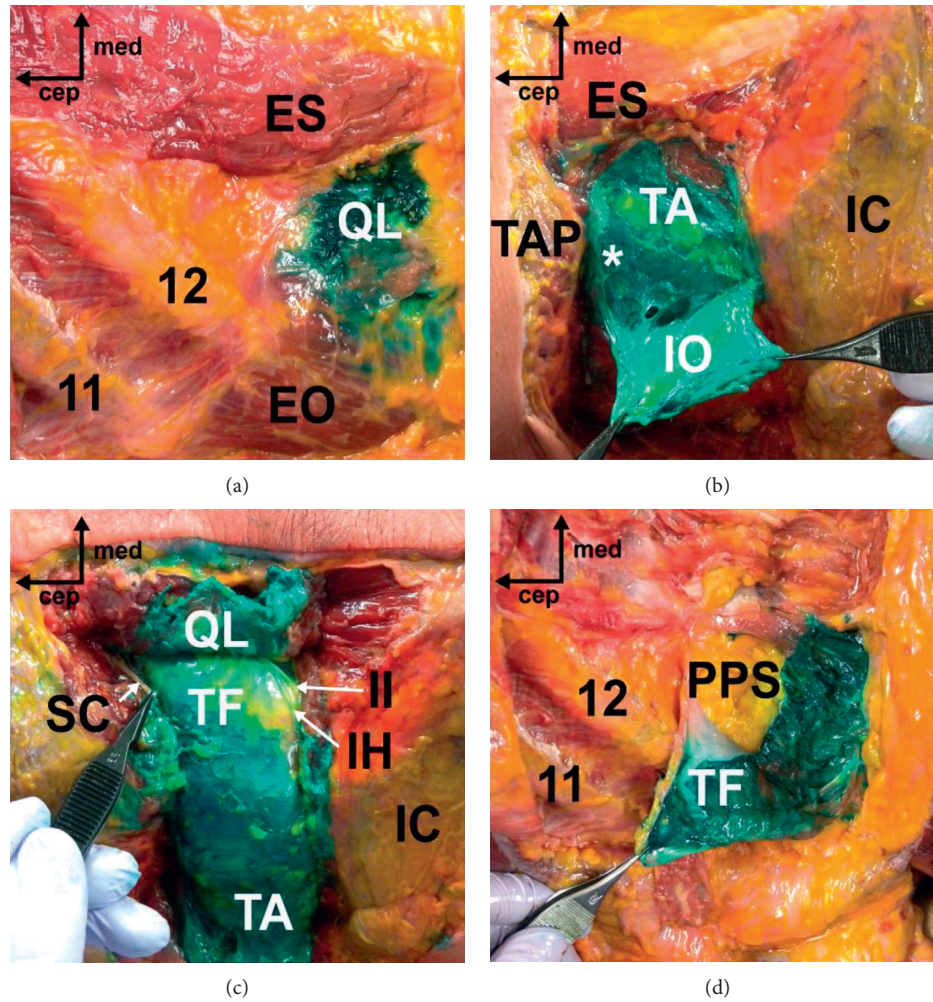 med
cep
ES
QL
12
11
EO
(a)
med
cep
ES
TA
TAP
*
IC
IO
(b)
med
cep
QL
SC
TF
II
IH
IC
TA
(c)
med
cep
PPS
12
TF
11
(d)